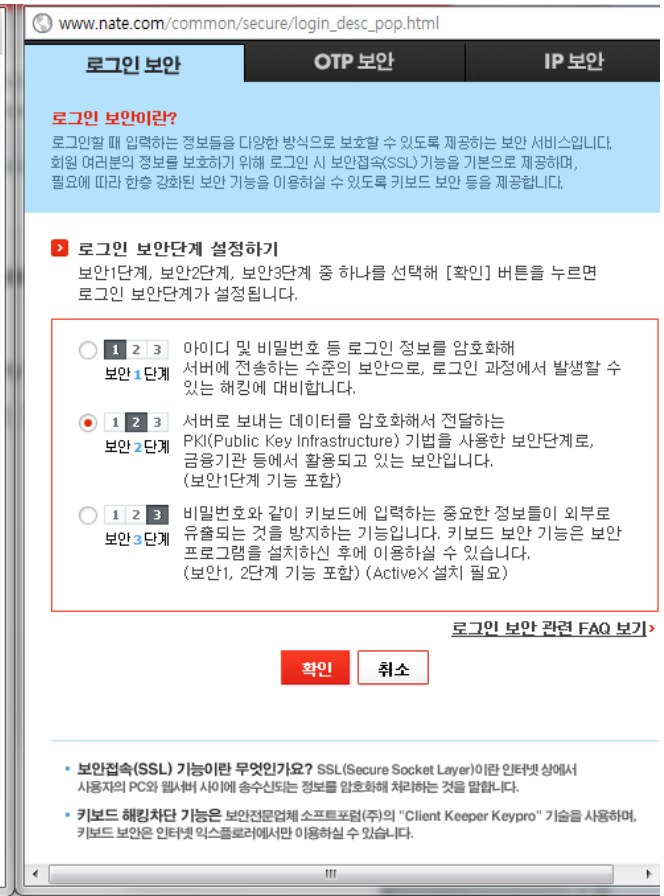 www.nate.com/common/secure/login_desc_pop.html
로그인 보안
OTP 보안
IP 보안
로그인 보안이란?
로그인할 때 입력하는 정보들을 다양한 방식으로 보호할 수 있도록 제공하는 보안 서비스입니다.
회원 여러분의 정보를 보호하기 위해 로그인 시 보안접속(SSL) 기능을 기본으로 제공하며,
필요에 따라 한층 강화된 보안 기능을 이용하실 수 있도록 키보드 보안 등을 제공합니다.
로그인 보안단계 설정하기
보안1단계, 보안2단계, 보안3단계 중 하나를 선택해 [확인] 버튼을 누르면
로그인 보안단계가 설정됩니다.
1 2 3
보안 1 단계
아이디 및 비밀번호 등 로그인 정보를 암호화해
서버에 전송하는 수준의 보안으로, 로그인 과정에서 발생할 수
있는 해킹에 대비합니다.
1 2 3
보안 2 단계
서버로 보내는 데이터를 암호화해서 전달하는
PKI(Public Key Infrastructure) 기법을 사용한 보안단계로,
금융기관 등에서 활용되고 있는 보안입니다.
(보안1단계 기능 포함)
1 2 3
보안 3 단계
비밀번호와 같이 키보드에 입력하는 중요한 정보들이 외부로
유출되는 것을 방지하는 기능입니다. 키보드 보안 기능은 보안
프로그램을 설치하신 후에 이용하실 수 있습니다.
(보안1, 2단계 기능 포함) (ActiveX 설치 필요)
로그인 보안 관련 FAQ 보기>
확인
취소
보안접속(SSL) 기능이란 무엇인가요? SSL(Secure Socket Layer)이란 인터넷 상에서
사용자의 PC와 웹서버 사이에 송수신되는 정보를 암호화해 처리하는 것을 말합니다.
키보드 해킹차단 기능은 보안전문업체 소프트포럼(주)의 "Client Keeper Keypro" 기술을 사용하며,
키보드 보안은 인터넷 익스플로러에서만 이용하실 수 있습니다.